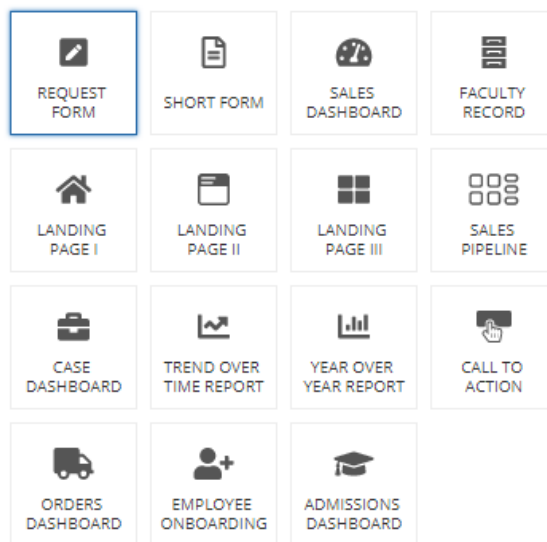 REQUEST
FORM
SHORT FORM
SALES
DASHBOARD
FACULTY
RECORD
LANDING
PAGE I
LANDING
PAGE II
LANDING
PAGE III
SALES
PIPELINE
CASE
DASHBOARD
TREND OVER
TIME REPORT
YEAR OVER
YEAR REPORT
CALL TO
ACTION
ORDERS
DASHBOARD
EMPLOYEE
ONBOARDING
ADMISSIONS
DASHBOARD